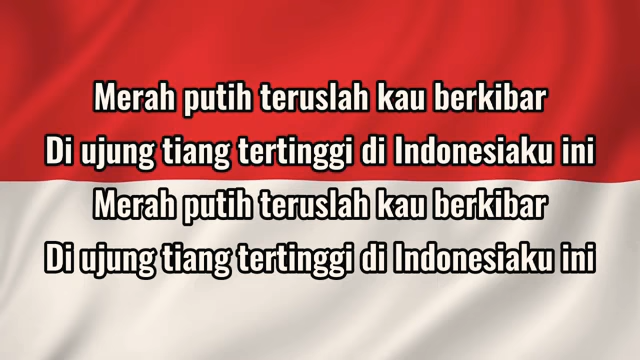 Merah putih teruslah kau berkibar
Di ujung tiang tertinggi di Indonesiaku ini
Merah putih teruslah kau berkibar
Di ujung tiang tertinggi di Indonesiaku ini